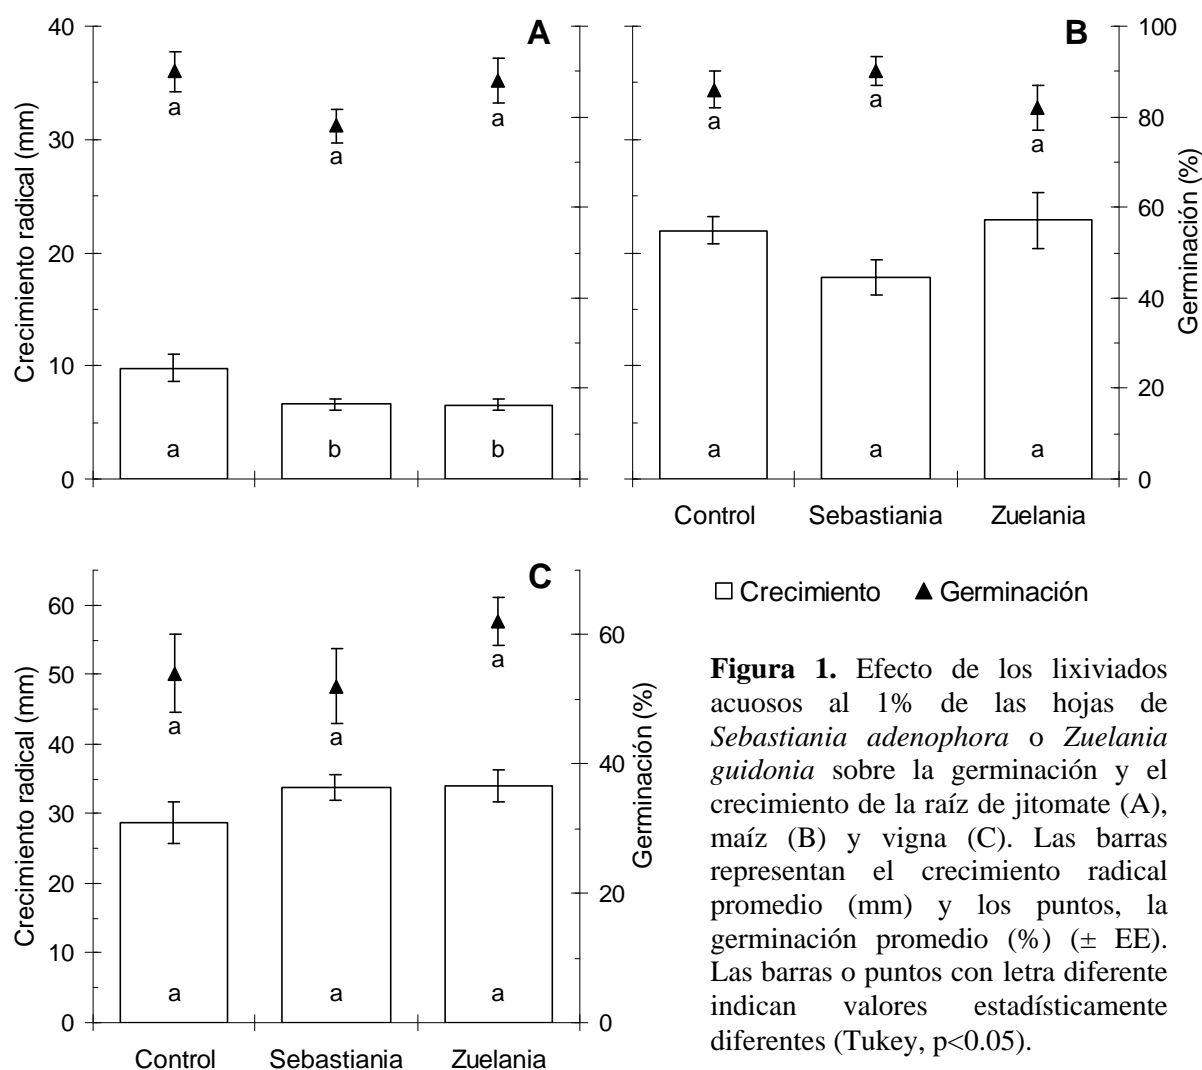 A
40
30
20
10
0
Crecimiento radical (mm)
a
a
a
a
b
b
B
100
80
60
40
20
0
Germinación (%)
a
a
a
a
a
a
Control Sebastiania Zuelania
C
60
50
40
30
20
10
0
Crecimiento radical (mm)
60
40
20
0
Germinación (%)
a
a
a
a
a
a
Control Sebastiania Zuelania
Crecimiento Germinación
Figura 1. Efecto de los lixiviados
acuosos al 1% de las hojas de
Sebastiania adenophora o Zuelania
guidonia sobre la germinación y el
crecimiento de la raíz de jitomate (A),
maíz (B) y vigna (C). Las barras
representan el crecimiento radical
promedio (mm) y los puntos, la
germinación promedio (%) (± EE).
Las barras o puntos con letra diferente
indican valores estadísticamente
diferentes (Tukey, p<0.05).